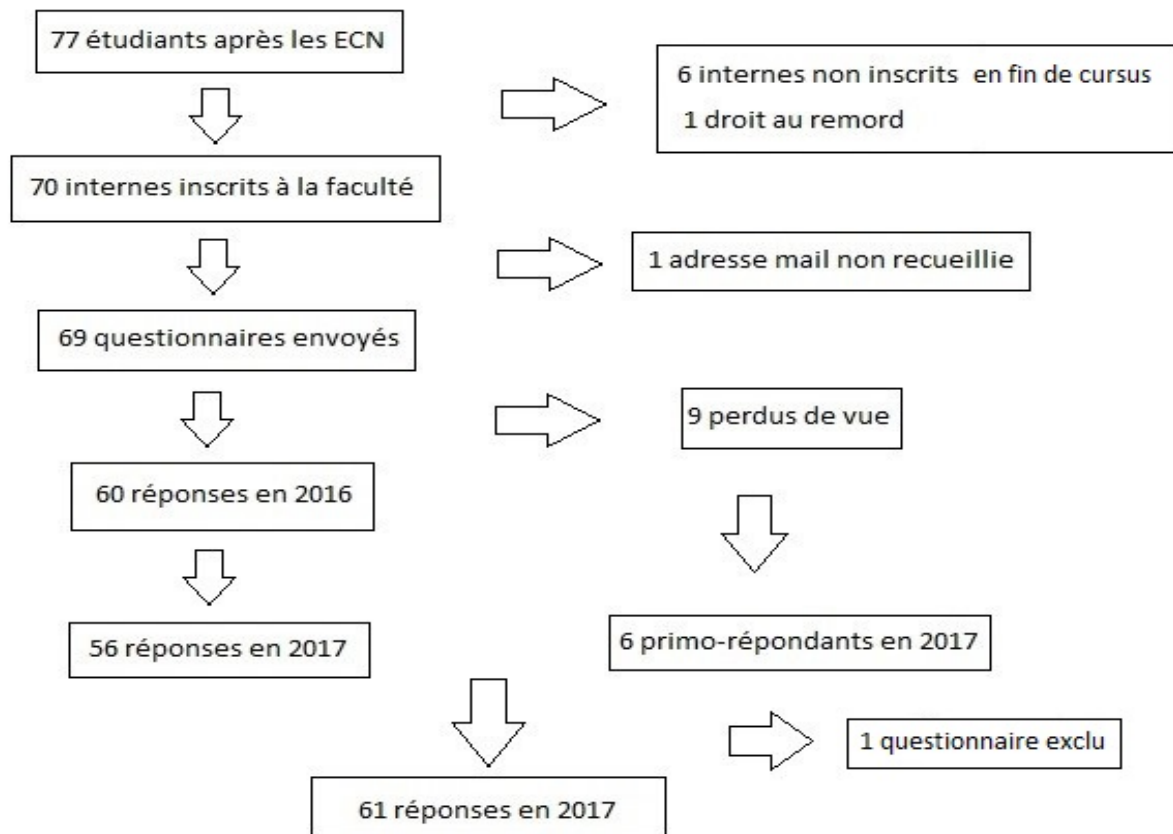 77 étudiants après les ECN
6 internes non inscrits en fin de cursus
1 droit au remord
70 internes inscrits à la faculté
1 adresse mail non recueillie
69 questionnaires envoyés
9 perdus de vue
60 réponses en 2016
56 réponses en 2017
6 primo-répondants en 2017
1 questionnaire exclu
61 réponses en 2017